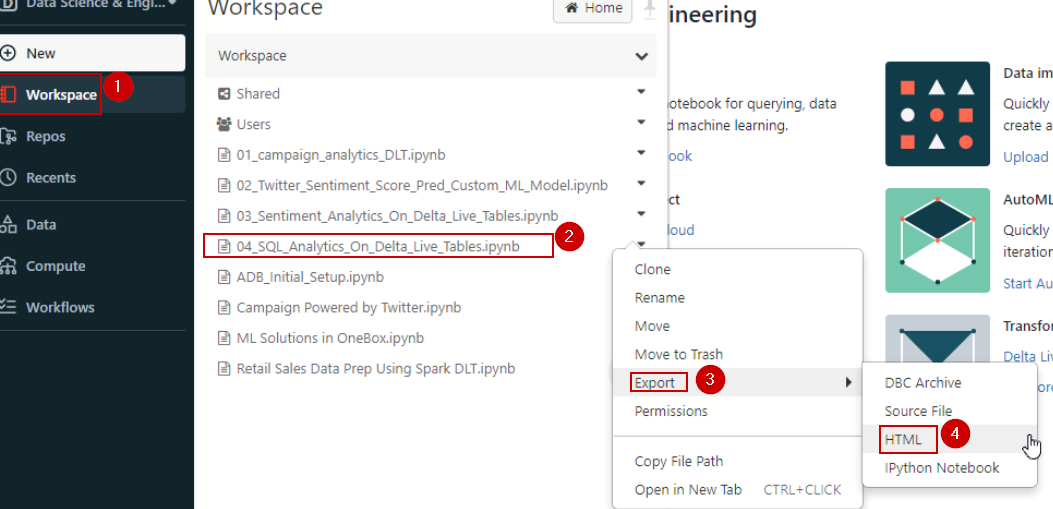 Data Science & Engi...
New
Workspace
1
Repos
Recents
Data
Compute
Workflows
Workspace
Home
Workspace
Shared
Users
01_campaign_analytics_DLT.ipynb
02_Twitter_Sentiment_Score_Pred_Custom_ML_Model.ipynb
03_Sentiment_Analytics_On_Delta_Live_Tables.ipynb
04_SQL_Analytics_On_Delta_Live_Tables.ipynb
2
ADB_Initial_Setup.ipynb
Campaign Powered by Twitter.ipynb
ML Solutions in OneBox.ipynb
Retail Sales Data Prep Using Spark DLT.ipynb
Clone
Rename
Move
Move to Trash
Export
3
Permissions
Copy File Path
Open in New Tab CTRL+CLICK
DBC Archive
Source File
HTML
4
IPython Notebook
ineering
otebook for querying, data
d machine learning.
ook
ct
oud
Data im
Quickly
create a
Upload
AutoML
Quickly
iteration
Start Au
Transfor
Delta Liv